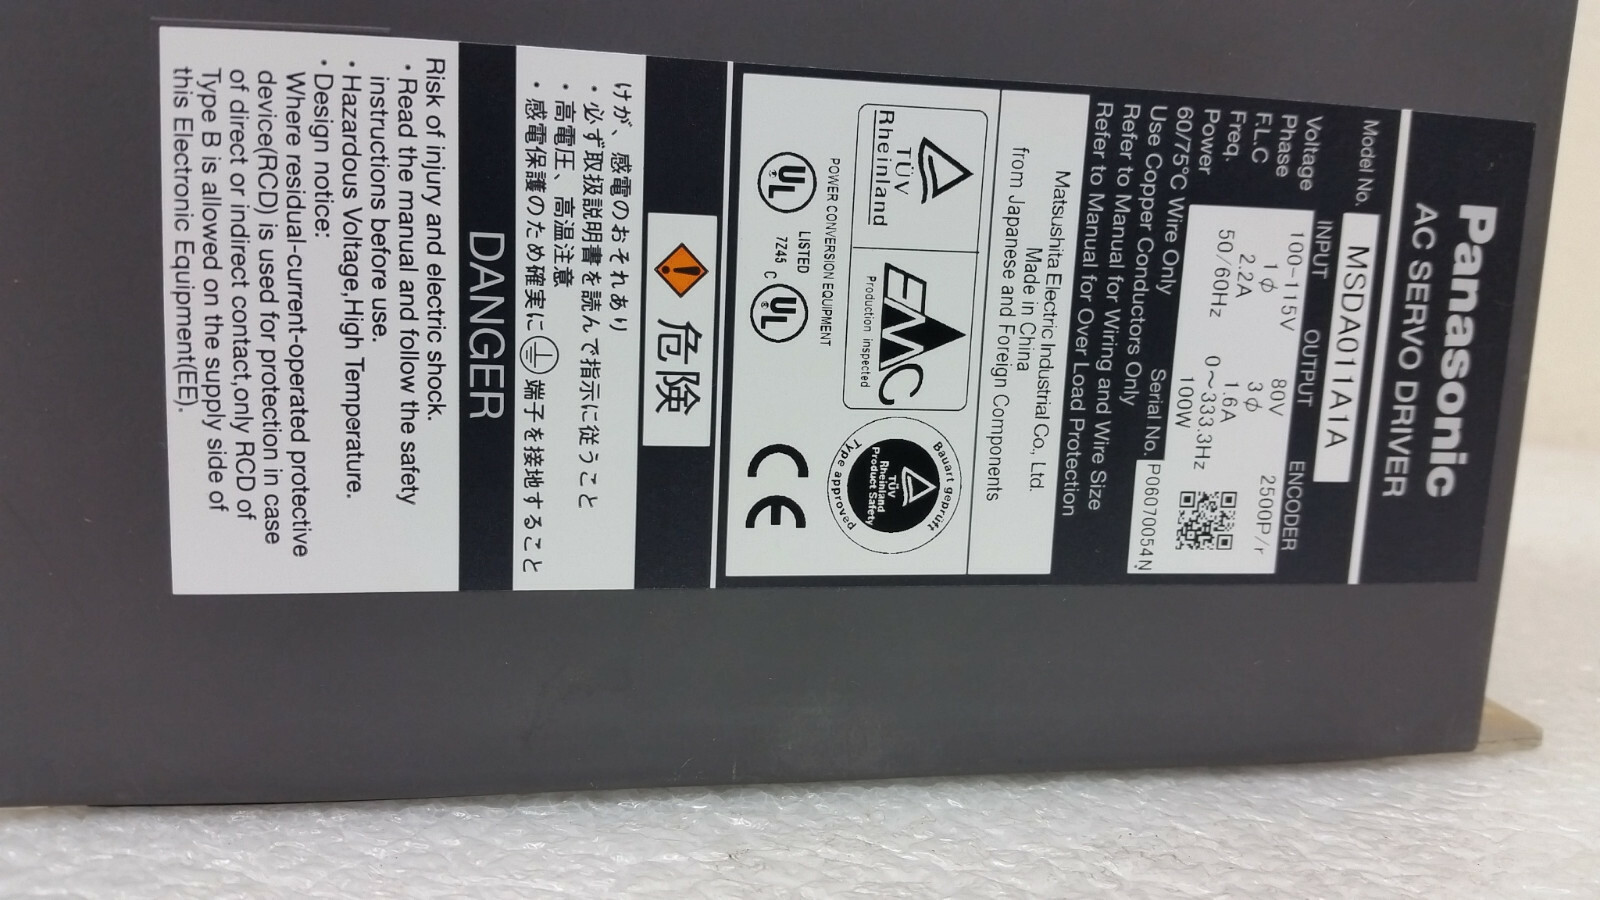 Panasonic
AC SERVO DRIVER
Model No. MSDA011A1A
INPUT OUTPUT ENCODER
Voltage 100-115V 80V 2500P/r
Phase 1φ 3φ
F.L.C 2.2A 1.6A
Freq. 50/60Hz 0~333.3Hz
Power 100W
60/75°C Wire Only Serial No. P06070054N
Use Copper Conductors Only
Refer to Manual for Wiring and Wire Size
Refer to Manual for Over Load Protection
Matsushita Electric Industrial Co., Ltd.
Made in China
from Japanese and Foreign Components
TÜV
Rheinland
EMC
Production inspected
Bauart geprüft
TÜV
Rheinland
Product Safety
Type approved
POWER CONVERSION EQUIPMENT
UL LISTED C UL
7Z45
CE
危険
けが、感電のおそれあり
・必ず取扱説明書を読んで指示に従うこと
・高電圧、高温注意
・感電保護のため確実に端子を接地すること
DANGER
Risk of injury and electric shock.
・Read the manual and follow the safety
instructions before use.
・Hazardous Voltage,High Temperature.
・Design notice:
Where residual-current-operated protective
device(RCD) is used for protection in case
of direct or indirect contact,only RCD of
Type B is allowed on the supply side of
this Electronic Equipment(EE).